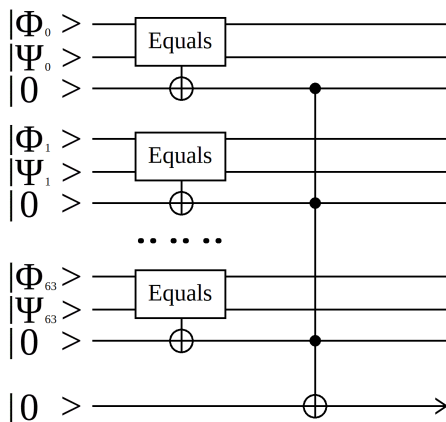 |Φ₀ >
Equals
|Ψ₀ >
|0 >
|Φ₁ >
Equals
|Ψ₁ >
|0 >
|Φ₆₃ >
Equals
|Ψ₆₃ >
|0 >
|0 >